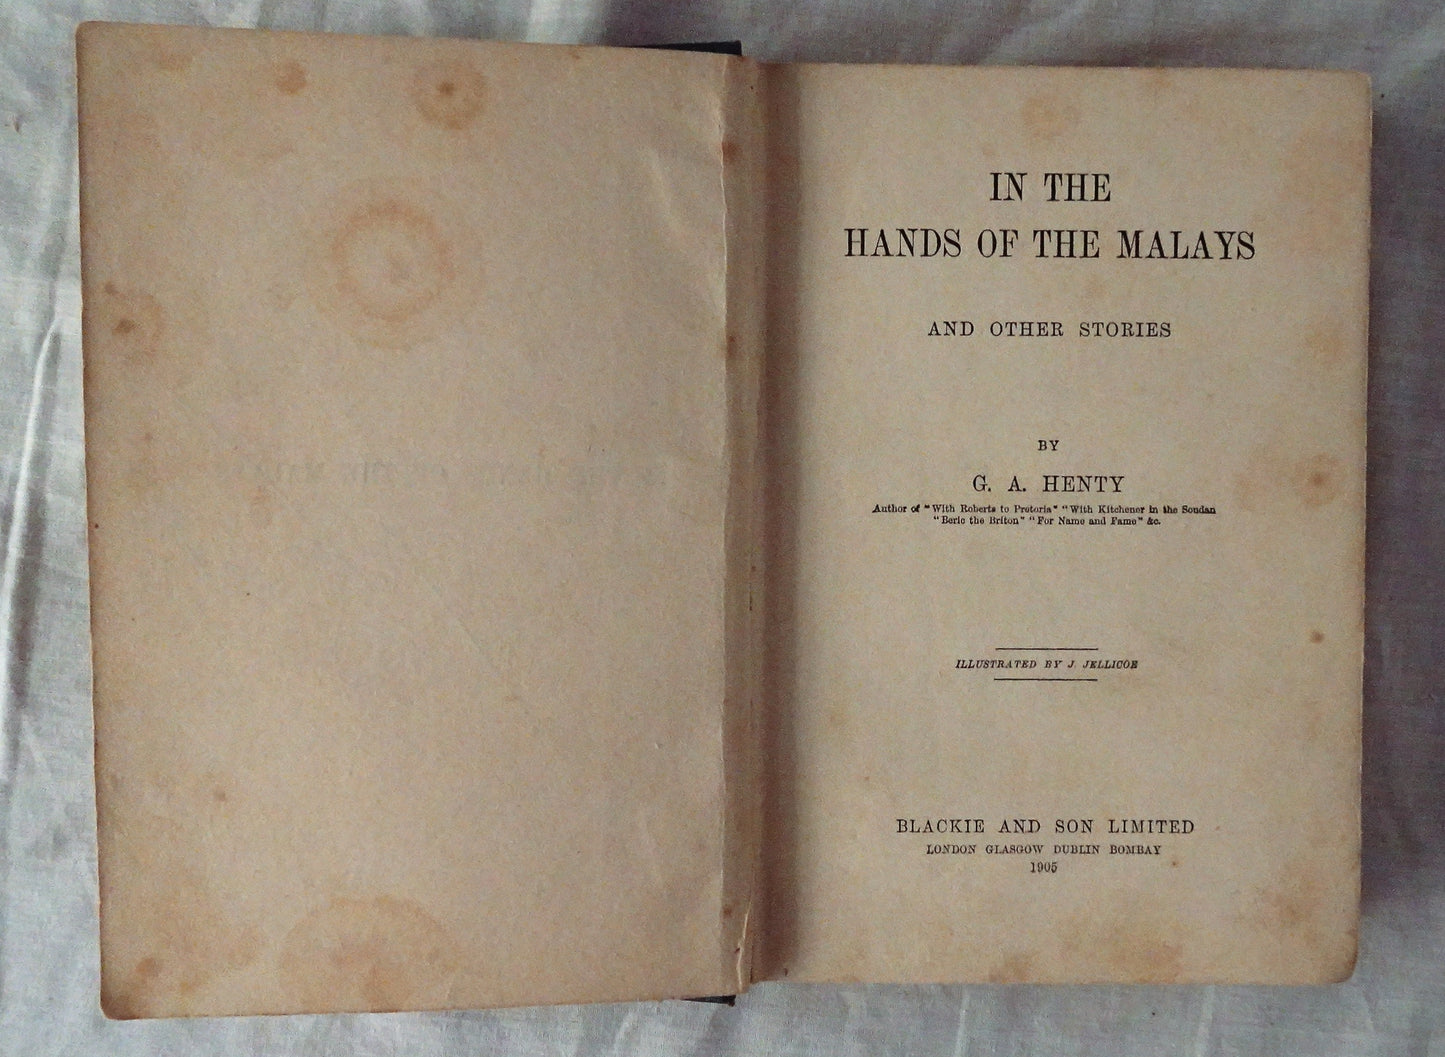 IN THE
HANDS OF THE MALAYS
AND OTHER STORIES
BY
G. A. HENTY
Author of "With Roberts to Pretoria" "With Kitchener in the Soudan
"Beric the Briton" "For Name and Fame" &c.
ILLUSTRATED BY J. JELLICOE
BLACKIE AND SON LIMITED
LONDON GLASGOW DUBLIN BOMBAY
1905